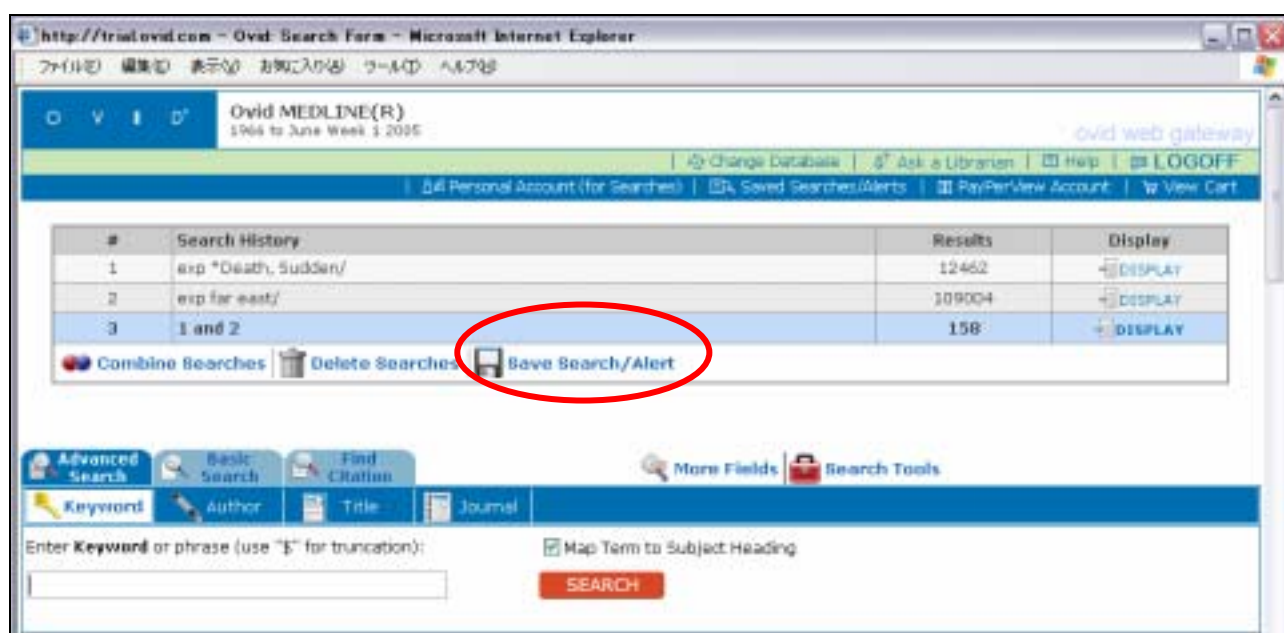 http://trial.ovid.com - Ovid: Search Form - Microsoft Internet Explorer
ファイル(F) 編集(E) 表示(V) お気に入り(A) ツール(T) ヘルプ(H)
O V I D
Ovid MEDLINE(R)
1966 to June Week 1 2005
ovid web gateway
| Change Database | Ask a Librarian | Help | LOGOFF
| Personal Account (for Searches) | Saved Searches/Alerts | PayPerView Account | View Cart
# Search History Results Display
1 exp *Death, Sudden/ 12462 DISPLAY
2 exp far east/ 109004 DISPLAY
3 1 and 2 158 DISPLAY
Combine Searches Delete Searches Save Search/Alert
Advanced Search Basic Search Find Citation More Fields Search Tools
Keyword Author Title Journal
Enter Keyword or phrase (use "$" for truncation): Map Term to Subject Heading
SEARCH